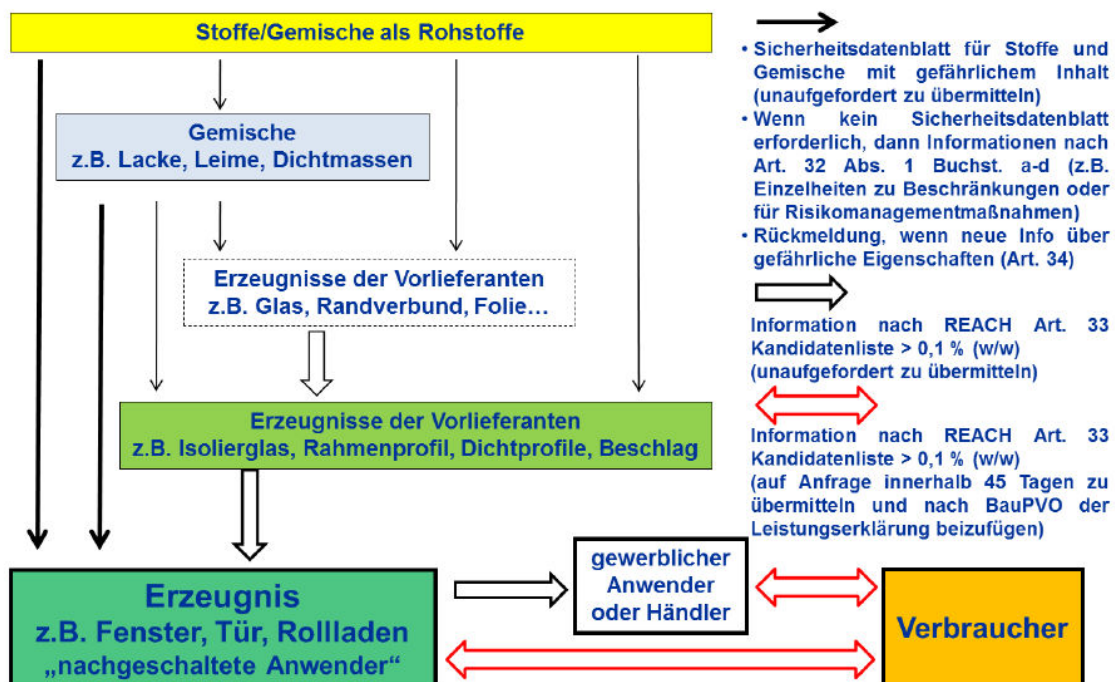 Stoffe/Gemische als Rohstoffe
Gemische
z.B. Lacke, Leime, Dichtmassen
Erzeugnisse der Vorlieferanten
z.B. Glas, Randverbund, Folie…
Erzeugnisse der Vorlieferanten
z.B. Isolierglas, Rahmenprofil, Dichtprofile, Beschlag
Erzeugnis
z.B. Fenster, Tür, Rollladen
„nachgeschaltete Anwender“
gewerblicher
Anwender
oder Händler
Verbraucher
• Sicherheitsdatenblatt für Stoffe und
Gemische mit gefährlichem Inhalt
(unaufgefordert zu übermitteln)
• Wenn kein Sicherheitsdatenblatt
erforderlich, dann Informationen nach
Art. 32 Abs. 1 Buchst. a-d (z.B.
Einzelheiten zu Beschränkungen oder
für Risikomanagementmaßnahmen)
• Rückmeldung, wenn neue Info über
gefährliche Eigenschaften (Art. 34)
Information nach REACH Art. 33
Kandidatenliste > 0,1 % (w/w)
(unaufgefordert zu übermitteln)
Information nach REACH Art. 33
Kandidatenliste > 0,1 % (w/w)
(auf Anfrage innerhalb 45 Tagen zu
übermitteln und nach BauPVO der
Leistungserklärung beizufügen)